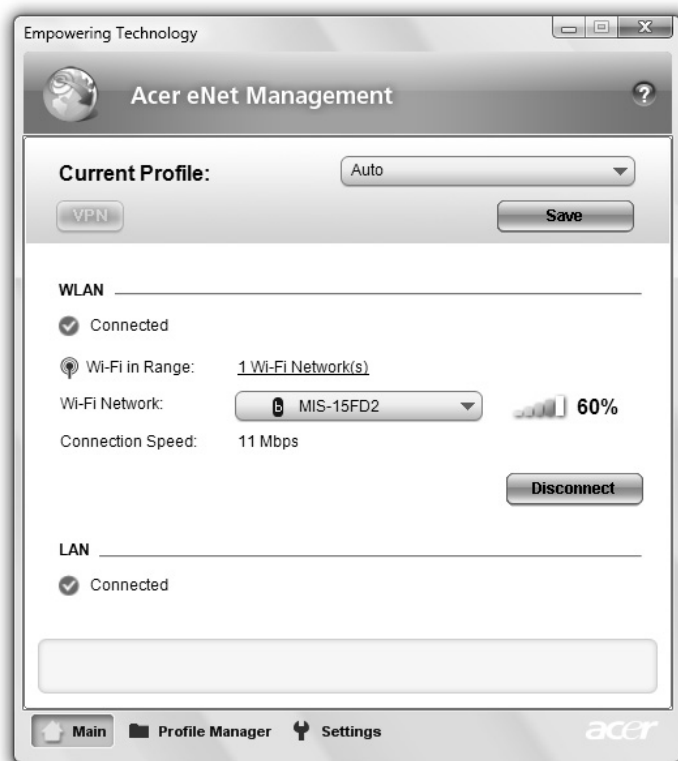 Empowering Technology
Acer eNet Management
?
Current Profile: Auto
VPN Save
WLAN
Connected
Wi-Fi in Range: 1 Wi-Fi Network(s)
Wi-Fi Network: b MIS-15FD2 60%
Connection Speed: 11 Mbps
Disconnect
LAN
Connected
Main Profile Manager Settings acer